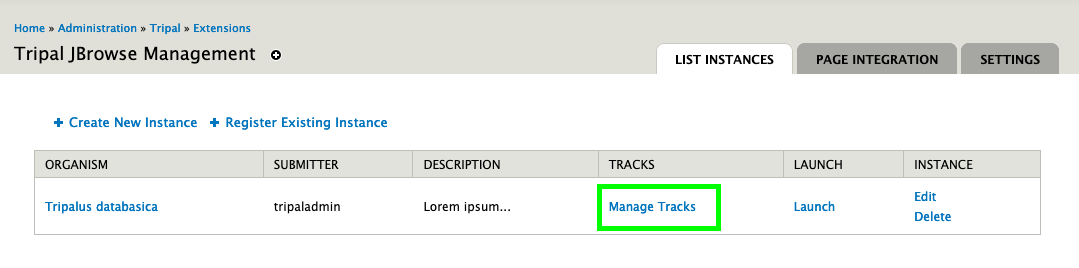 Home » Administration » Tripal » Extensions
Tripal JBrowse Management
LIST INSTANCES PAGE INTEGRATION SETTINGS
+ Create New Instance + Register Existing Instance
ORGANISM SUBMITTER DESCRIPTION TRACKS LAUNCH INSTANCE
Tripalus databasica tripaladmin Lorem ipsum... Manage Tracks Launch Edit
Delete